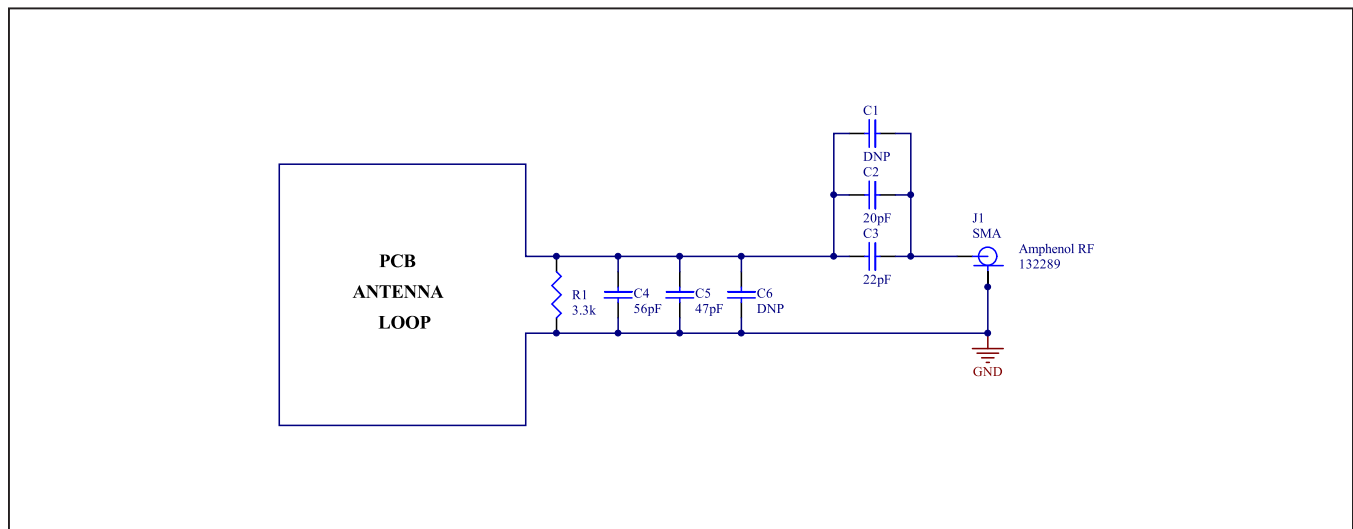 C1
DNP
C2
20pF
C3
22pF
J1
SMA
Amphenol RF
132289
PCB
ANTENNA
LOOP
R1
3.3k
C4
56pF
C5
47pF
C6
DNP
GND